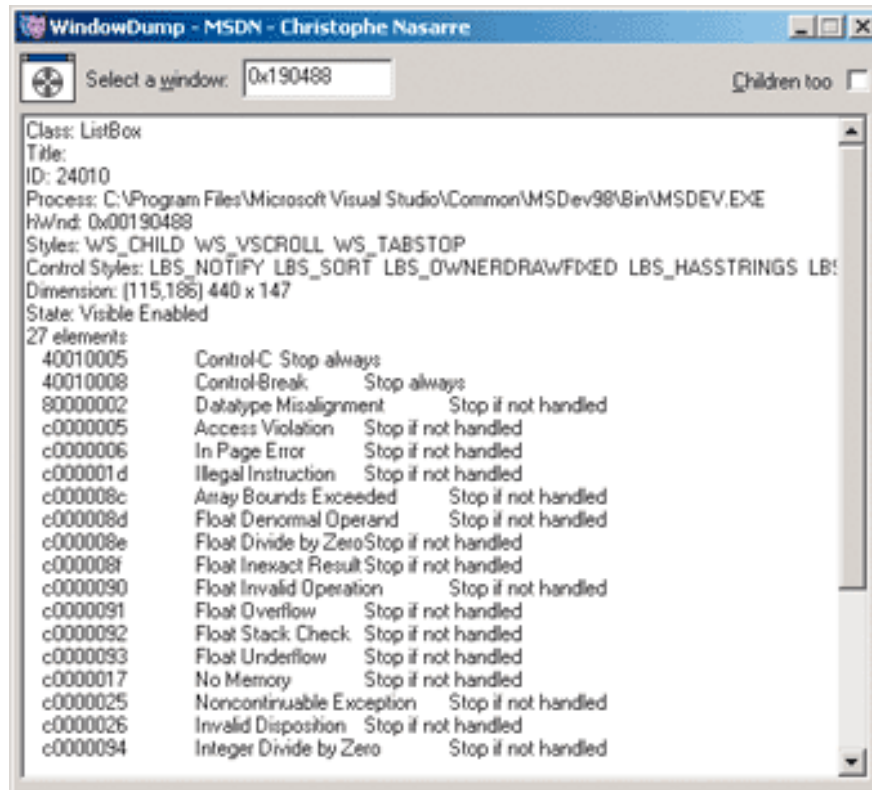 WindowDump - MSDN - Christophe Nasarre
Select a window: 0x190488 Children too
Class: ListBox
Title:
ID: 24010
Process: C:\Program Files\Microsoft Visual Studio\Common\MSDev98\Bin\MSDEV.EXE
hWnd: 0x00190488
Styles: WS_CHILD WS_VSCROLL WS_TABSTOP
Control Styles: LBS_NOTIFY LBS_SORT LBS_OWNERDRAWFIXED LBS_HASSTRINGS LBS
Dimension: (115,186) 440 x 147
State: Visible Enabled
27 elements
40010005 Control-C Stop always
40010008 Control-Break Stop always
80000002 Datatype Misalignment Stop if not handled
c0000005 Access Violation Stop if not handled
c0000006 In Page Error Stop if not handled
c000001d Illegal Instruction Stop if not handled
c000008c Array Bounds Exceeded Stop if not handled
c000008d Float Denormal Operand Stop if not handled
c000008e Float Divide by ZeroStop if not handled
c000008f Float Inexact Result Stop if not handled
c0000090 Float Invalid Operation Stop if not handled
c0000091 Float Overflow Stop if not handled
c0000092 Float Stack Check Stop if not handled
c0000093 Float Underflow Stop if not handled
c0000017 No Memory Stop if not handled
c0000025 Noncontinuable Exception Stop if not handled
c0000026 Invalid Disposition Stop if not handled
c0000094 Integer Divide by Zero Stop if not handled